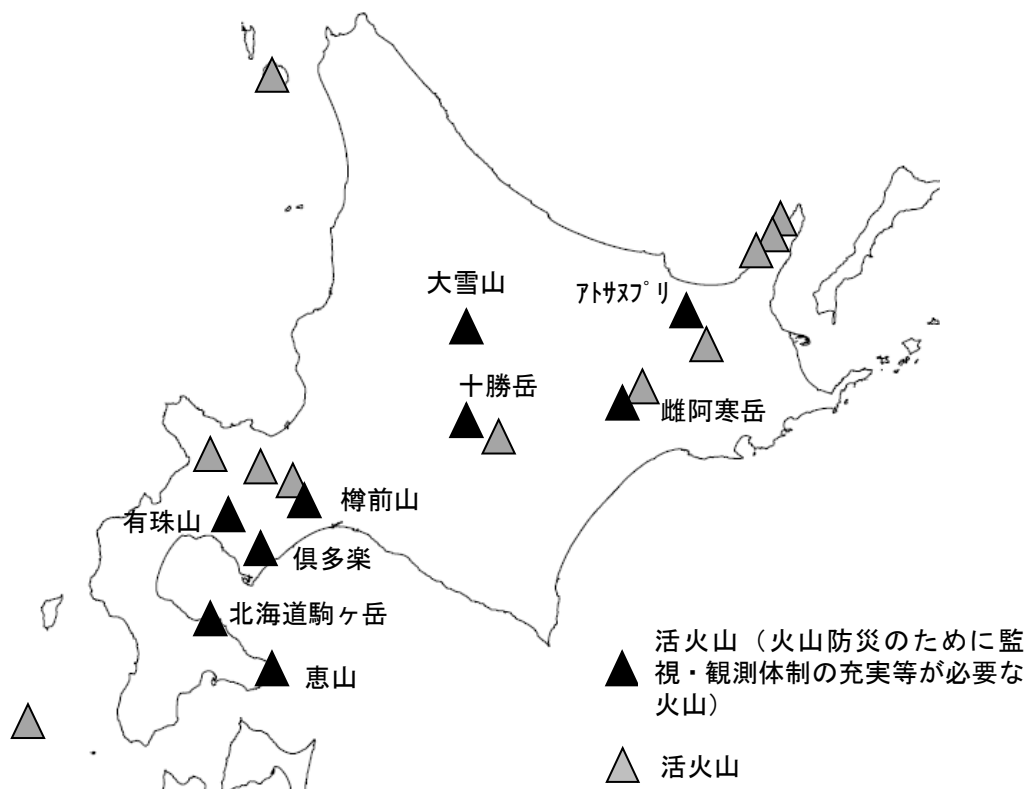 大雪山
ｱﾄｻﾇﾌﾟﾘ
十勝岳
雌阿寒岳
樽前山
有珠山
倶多楽
北海道駒ヶ岳
恵山
活火山（火山防災のために監
視・観測体制の充実等が必要な
火山）
活火山